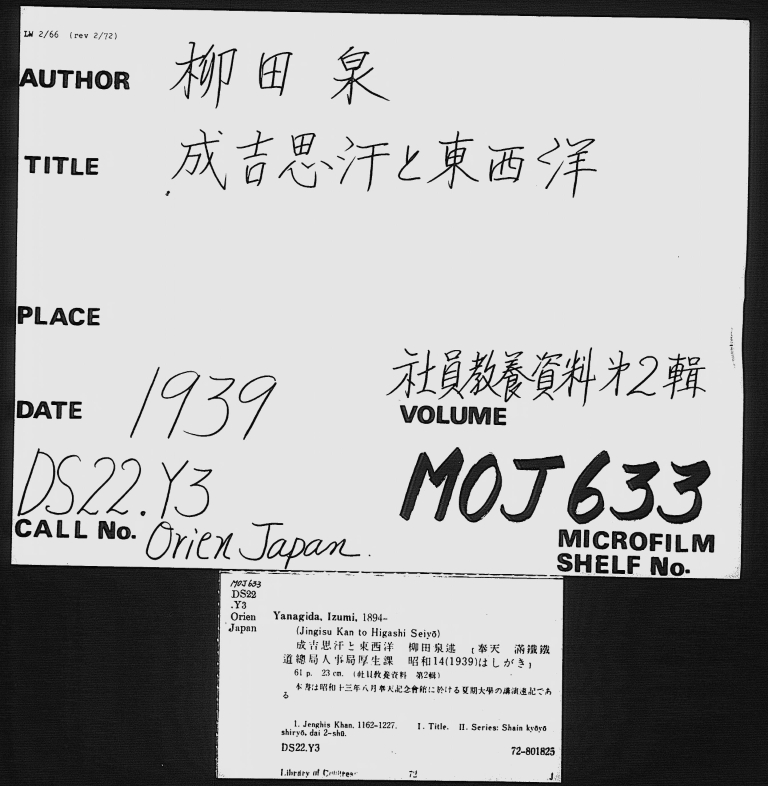 LW 2/66 (rev 2/72)
AUTHOR 柳田 泉
TITLE 成吉思汗と東西洋
PLACE
社員教養資料 第2輯
DATE 1939 VOLUME
DS22.Y3 MOJ 633
CALL No. Orien Japan. MICROFILM
SHELF No.
MOJ 633
DS22
.Y3
Orien
Japan
Yanagida, Izumi, 1894-
(Jingisu Kan to Higashi Seiyō)
成吉思汗と東西洋 柳田泉述 [奉天 滿鐵鐵
道總局人事局厚生課 昭和14(1939)はしがき]
61 p. 23 cm. (社員教養資料 第2輯)
本書は昭和十三年八月奉天記念會館に於ける夏期大學の講演速記であ
る
1. Jenghis Khan, 1162-1227. I. Title. II. Series: Shain kyōyō
shiryō, dai 2-shū.
DS22.Y3 72-801825
Library of Congress 72